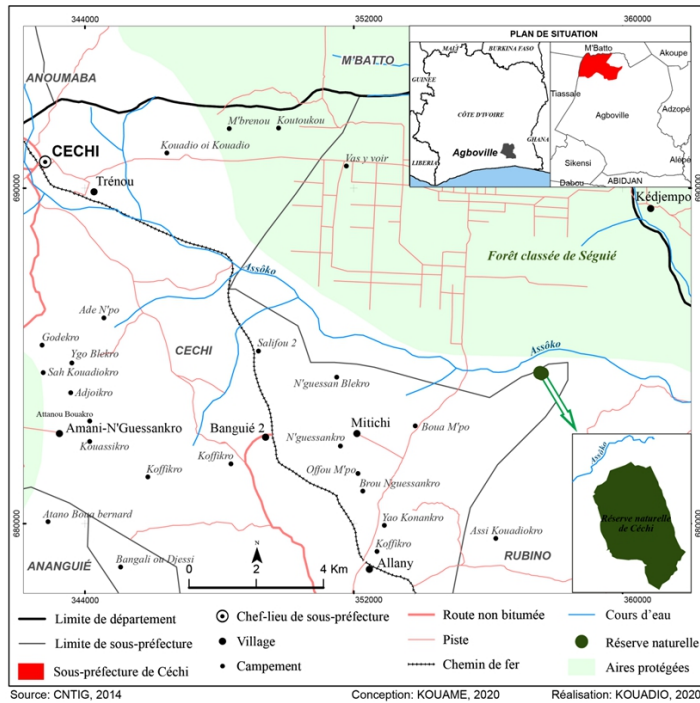 344000
352000
360000
PLAN DE SITUATION
MALI
BURKINA FASO
GUINÉE
CÔTE D'IVOIRE
GHANA
LIBERIA
Agboville
M'Batto
Akoupe
Tiassale
Agboville
Adzopé
Sikensi
Alépé
Dabou
ABIDJAN
ANOUMABA
M'BATTO
M'brenou
Koutoukou
Kouadio oi Kouadio
Yas y voir
CECHI
Trénou
690000
690000
Kédjempo
Forêt classée de Séguié
Assôko
Ade N'po
Godekro
CECHI
Salifou 2
Assôko
Ygo Blekro
Sah Kouadiokro
N'guessan Blekro
Adjoikro
Attanou Bouakro
Amani-N'Guessankro
Banguié 2
Mitichi
Boua M'po
Kouassikro
N'guessankro
Koffikro
Koffikro
Offou M'po
Brou Nguessankro
Assôko
Réserve naturelle
de Céchi
680000
680000
Atano Boua bernard
Yao Konankro
Assi Kouadiokro
Koffikro
RUBINO
ANANGUIÉ
Bangali ou Djessi
Allany
N
0 2 4 Km
344000
352000
360000
Limite de département
Chef-lieu de sous-préfecture
Route non bitumée
Cours d'eau
Limite de sous-préfecture
Village
Piste
Réserve naturelle
Sous-préfecture de Céchi
Campement
Chemin de fer
Aires protégées
Source: CNTIG, 2014
Conception: KOUAME, 2020
Réalisation: KOUADIO, 2020